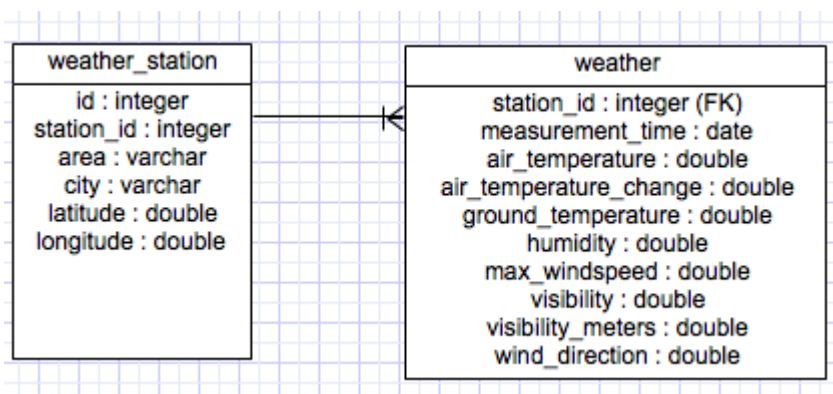 weather_station
id : integer
station_id : integer
area : varchar
city : varchar
latitude : double
longitude : double
weather
station_id : integer (FK)
measurement_time : date
air_temperature : double
air_temperature_change : double
ground_temperature : double
humidity : double
max_windspeed : double
visibility : double
visibility_meters : double
wind_direction : double